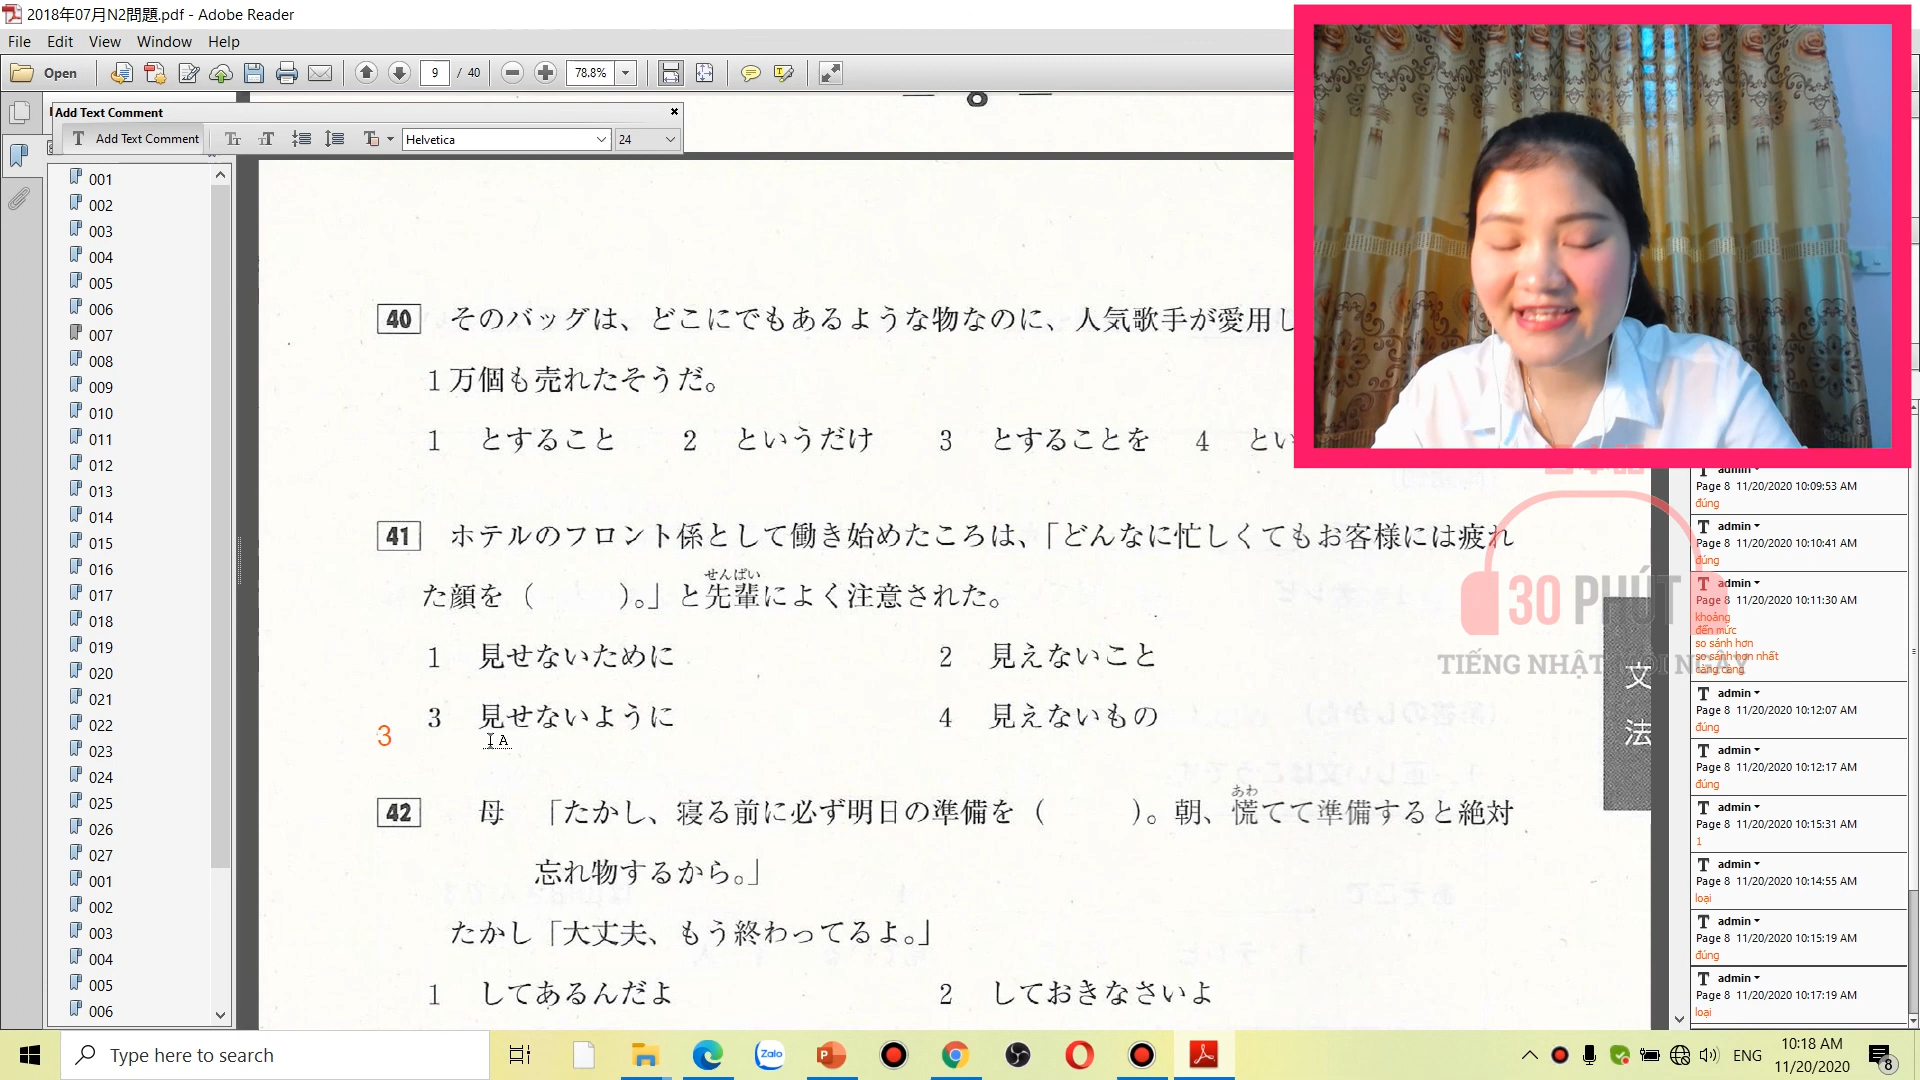 2018年07月N2問題.pdf - Adobe Reader
File Edit View Window Help
Open 9 / 40 78.8%
Add Text Comment
Add Text Comment Helvetica 24
001
002
003
004
005
006
007
008
009
010
011
012
013
014
015
016
017
018
019
020
021
022
023
024
025
026
027
001
002
003
004
005
006
40 そのバッグは、どこにでもあるような物なのに、人気歌手が愛用し
1万個も売れたそうだ。
1 とすること 2 というだけ 3 とすることを 4 とい
41 ホテルのフロント係として働き始めたころは、「どんなに忙しくてもお客様には疲れ
せんぱい
た顔を（ ）。」と先輩によく注意された。
1 見せないために 2 見えないこと
3 見せないように 4 見えないもの
3
A
あわ
42 母 「たかし、寝る前に必ず明日の準備を（ ）。朝、慌てて準備すると絶対
忘れ物するから。」
たかし「大丈夫、もう終わってるよ。」
1 してあるんだよ 2 しておきなさいよ
文法
30 PHÚT
TIẾNG NHẬT MỖI NGÀY
admin
Page 8 11/20/2020 10:09:53 AM
đúng
admin
Page 8 11/20/2020 10:10:41 AM
đúng
admin
Page 8 11/20/2020 10:11:30 AM
khoảng
đến mức
so sánh hơn
so sánh hơn nhất
càng càng
admin
Page 8 11/20/2020 10:12:07 AM
đúng
admin
Page 8 11/20/2020 10:12:17 AM
đúng
admin
Page 8 11/20/2020 10:15:31 AM
1
admin
Page 8 11/20/2020 10:14:55 AM
loại
admin
Page 8 11/20/2020 10:15:19 AM
đúng
admin
Page 8 11/20/2020 10:17:19 AM
loại
Type here to search
Zalo
ENG
10:18 AM
11/20/2020
8